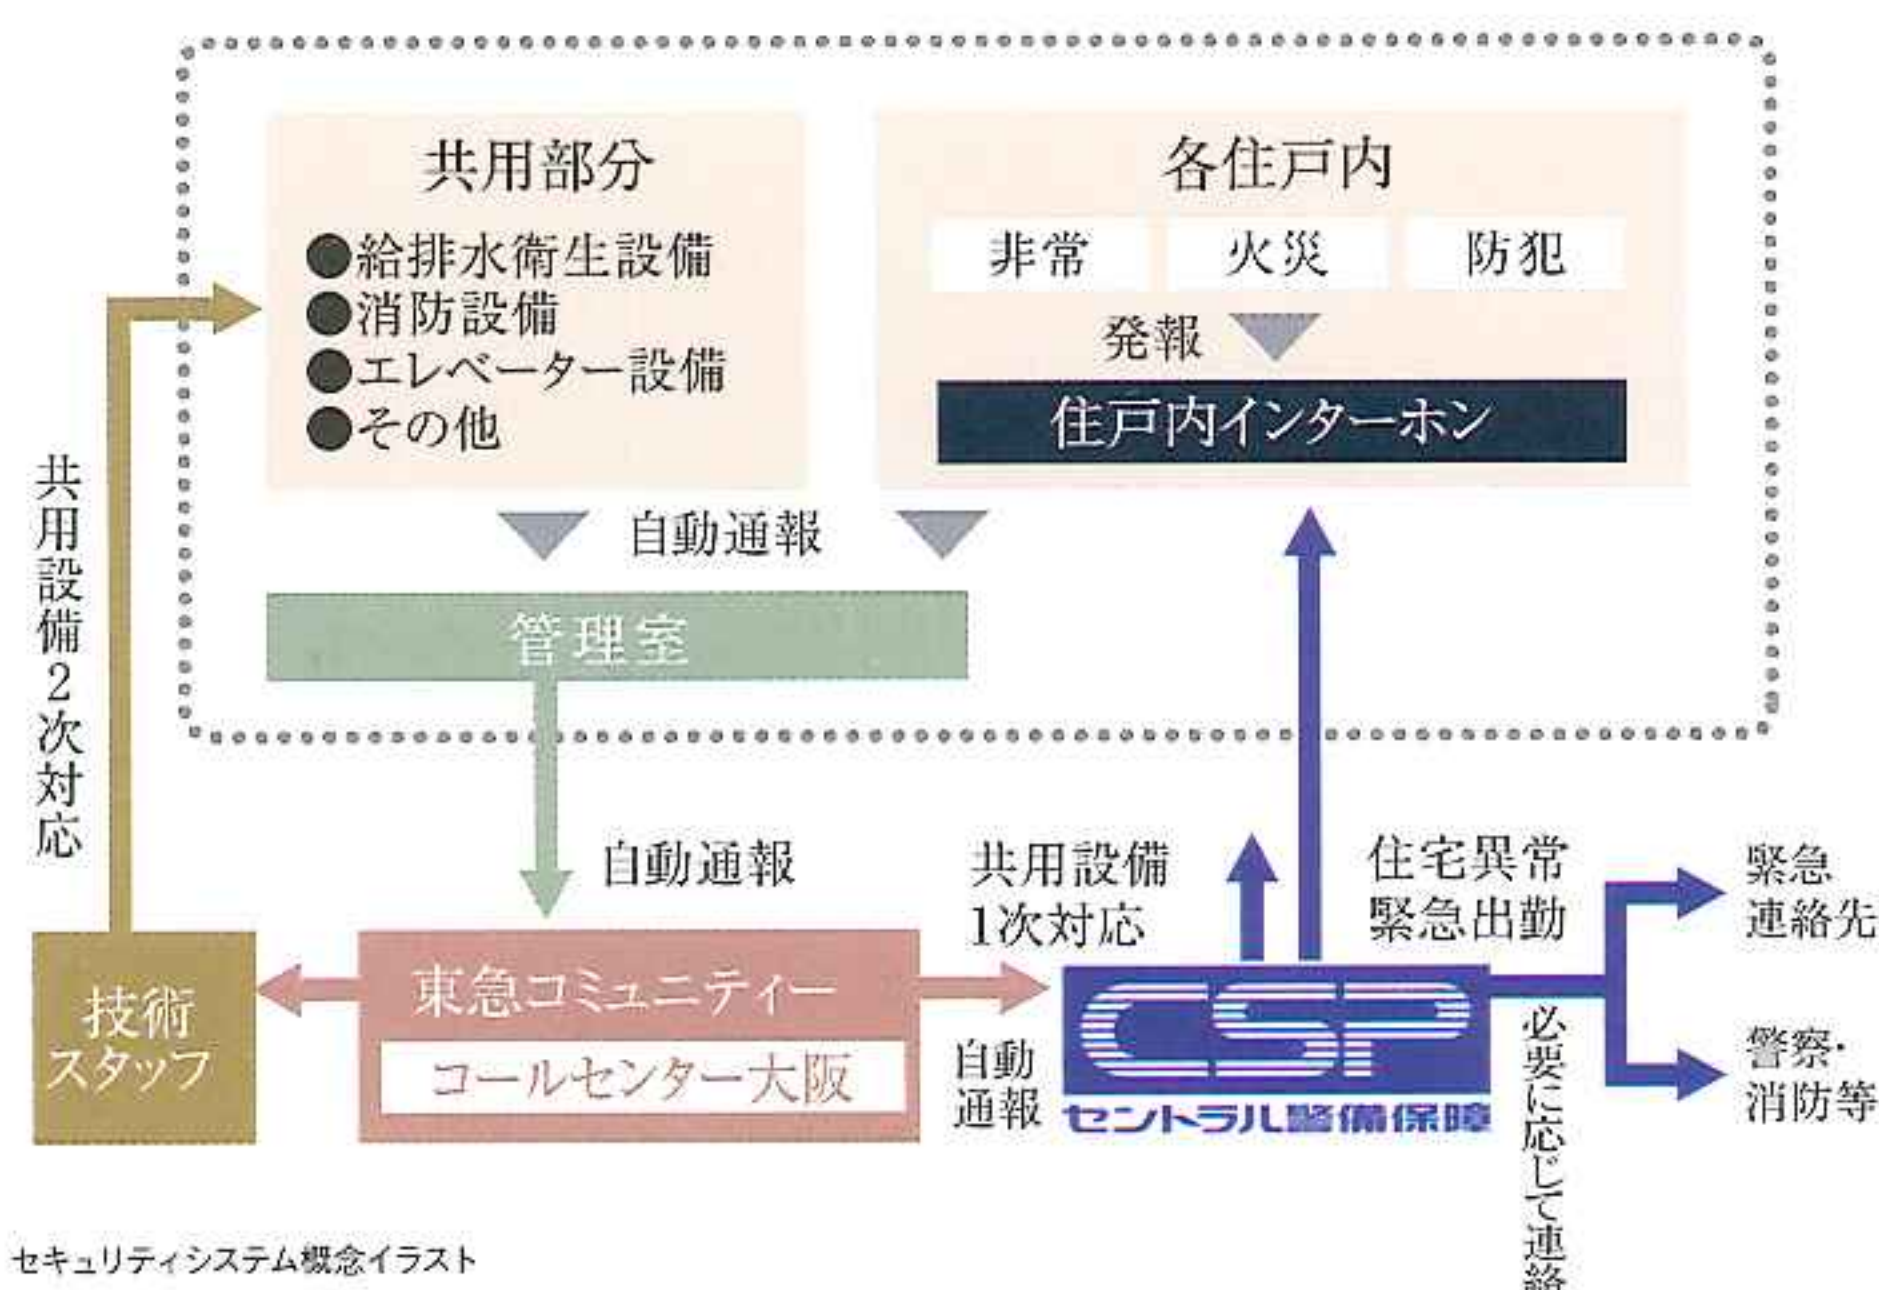 共用部分
●給排水衛生設備
●消防設備
●エレベーター設備
●その他
各住戸内
非常
火災
防犯
発報
住戸内インターホン
自動通報
管理室
共用設備2次対応
自動通報
共用設備
1次対応
住宅異常
緊急出動
緊急
連絡先
技術
スタッフ
東急コミュニティー
コールセンター大阪
自動
通報
CSP
セントラル警備保障
必要に応じて連絡
警察・
消防等
セキュリティシステム概念イラスト